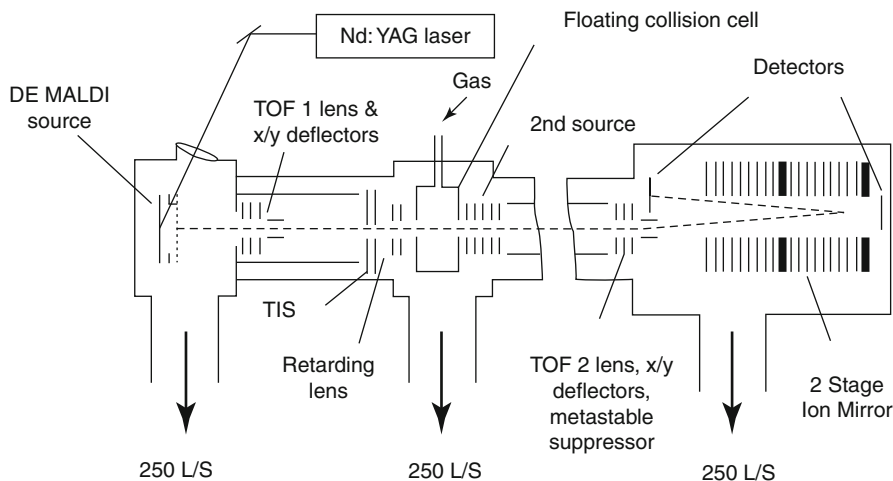 Floating collision cell
Nd: YAG laser
Gas
Detectors
DE MALDI
source
TOF 1 lens &
x/y deflectors
2nd source
TIS
Retarding
lens
TOF 2 lens, x/y
deflectors,
metastable
suppressor
2 Stage
Ion Mirror
250 L/S
250 L/S
250 L/S